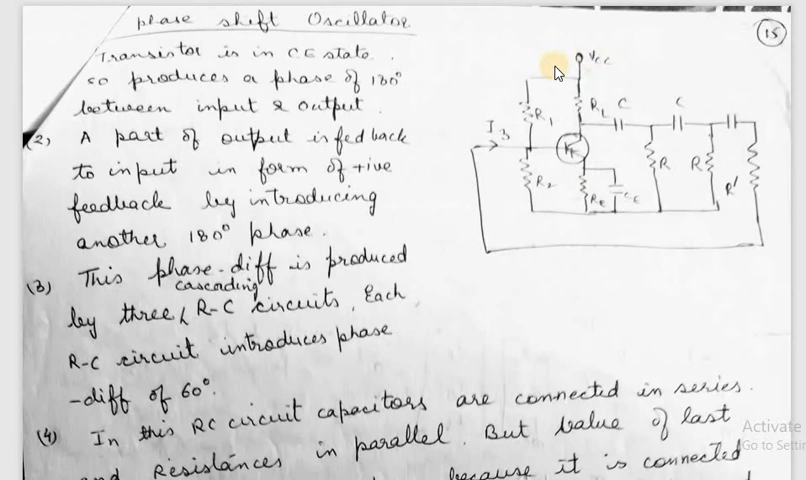 phase shift Oscillator
15
Transistor is in CE state.
so produces a phase of 180°
between input & output.
(2) A part of output is fed back
to input in form of +ive
feedback by introducing
another 180° phase.
(3) This phase-diff is produced
cascading
by three R-C circuits. Each
R-C circuit introduces phase
-diff of 60°.
(4) In this RC circuit capacitors are connected in series.
and Resistances in parallel. But value of last
because it is connected
Vcc
R1
RL
C
C
I3
R2
RE
CE
R
R
R'
Activate
Go to Settin